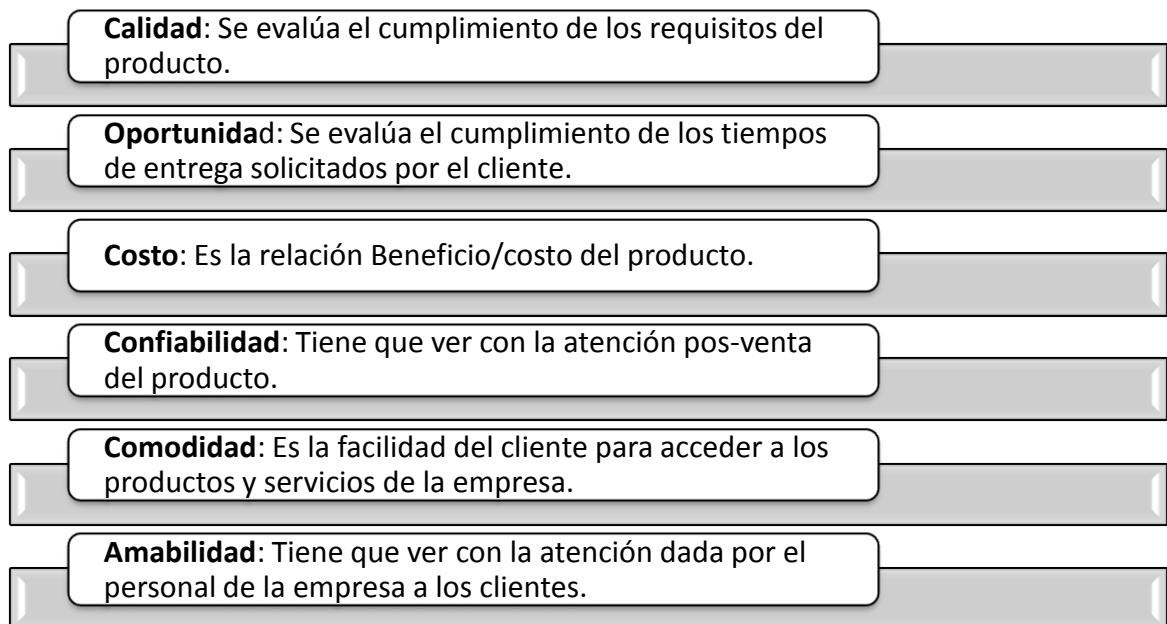 Calidad: Se evalúa el cumplimiento de los requisitos del
producto.
Oportunidad: Se evalúa el cumplimiento de los tiempos
de entrega solicitados por el cliente.
Costo: Es la relación Beneficio/costo del producto.
Confiabilidad: Tiene que ver con la atención pos-venta
del producto.
Comodidad: Es la facilidad del cliente para acceder a los
productos y servicios de la empresa.
Amabilidad: Tiene que ver con la atención dada por el
personal de la empresa a los clientes.